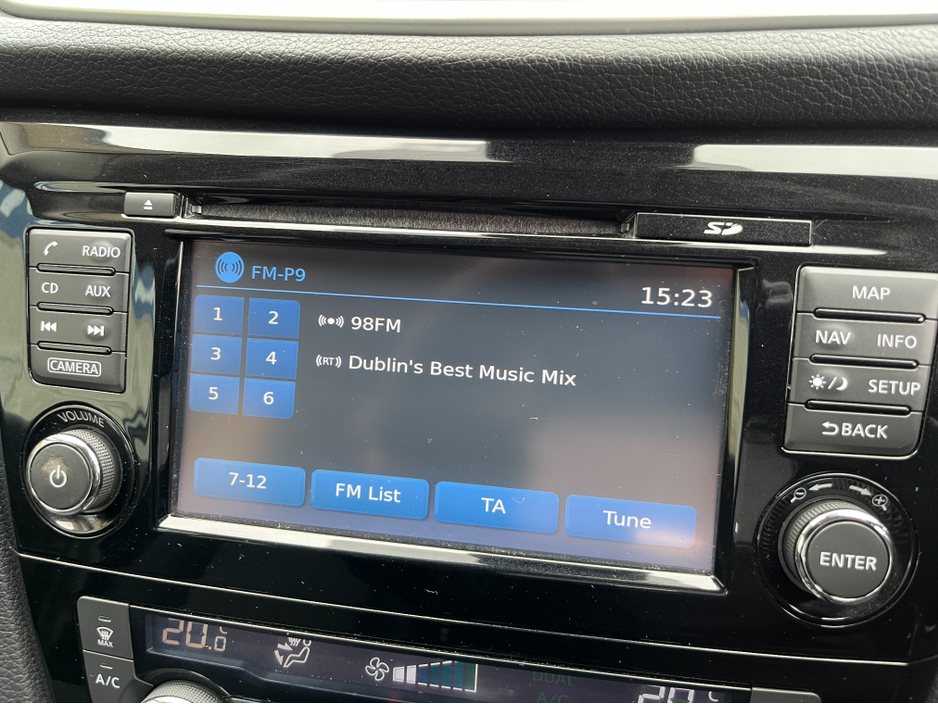 SD
RADIO
CD AUX
CAMERA
VOLUME
FM-P9
15:23
1 2
98FM
3 4
(RT) Dublin's Best Music Mix
5 6
7-12 FM List TA Tune
MAP
NAV INFO
SETUP
BACK
ENTER
MAX
A/C
20.0 °C
DUAL
A/C